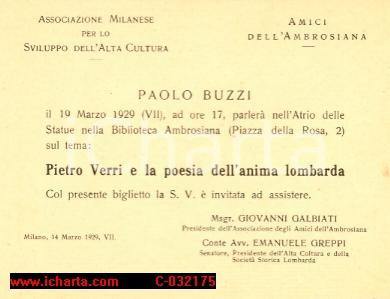 ASSOCIAZIONE MILANESE
PER LO
SVILUPPO DELL'ALTA CULTURA
AMICI
DELL'AMBROSIANA
PAOLO BUZZI
il 19 Marzo 1929 (VII), ad ore 17, parlerà nell'Atrio delle
Statue nella Biblioteca Ambrosiana (Piazza della Rosa, 2)
sul tema:
Pietro Verri e la poesia dell'anima lombarda
Col presente biglietto la S. V. è invitata ad assistere.
Msgr. GIOVANNI GALBIATI
Presidente dell'Associazione degli Amici dell'Ambrosiana
Milano, 14 Marzo 1929, VII.
Conte Avv. EMANUELE GREPPI
Senatore, Presidente dell'Alta Coltura e della
Società Storica Lombarda
icharta.com
www.icharta.com C-032175